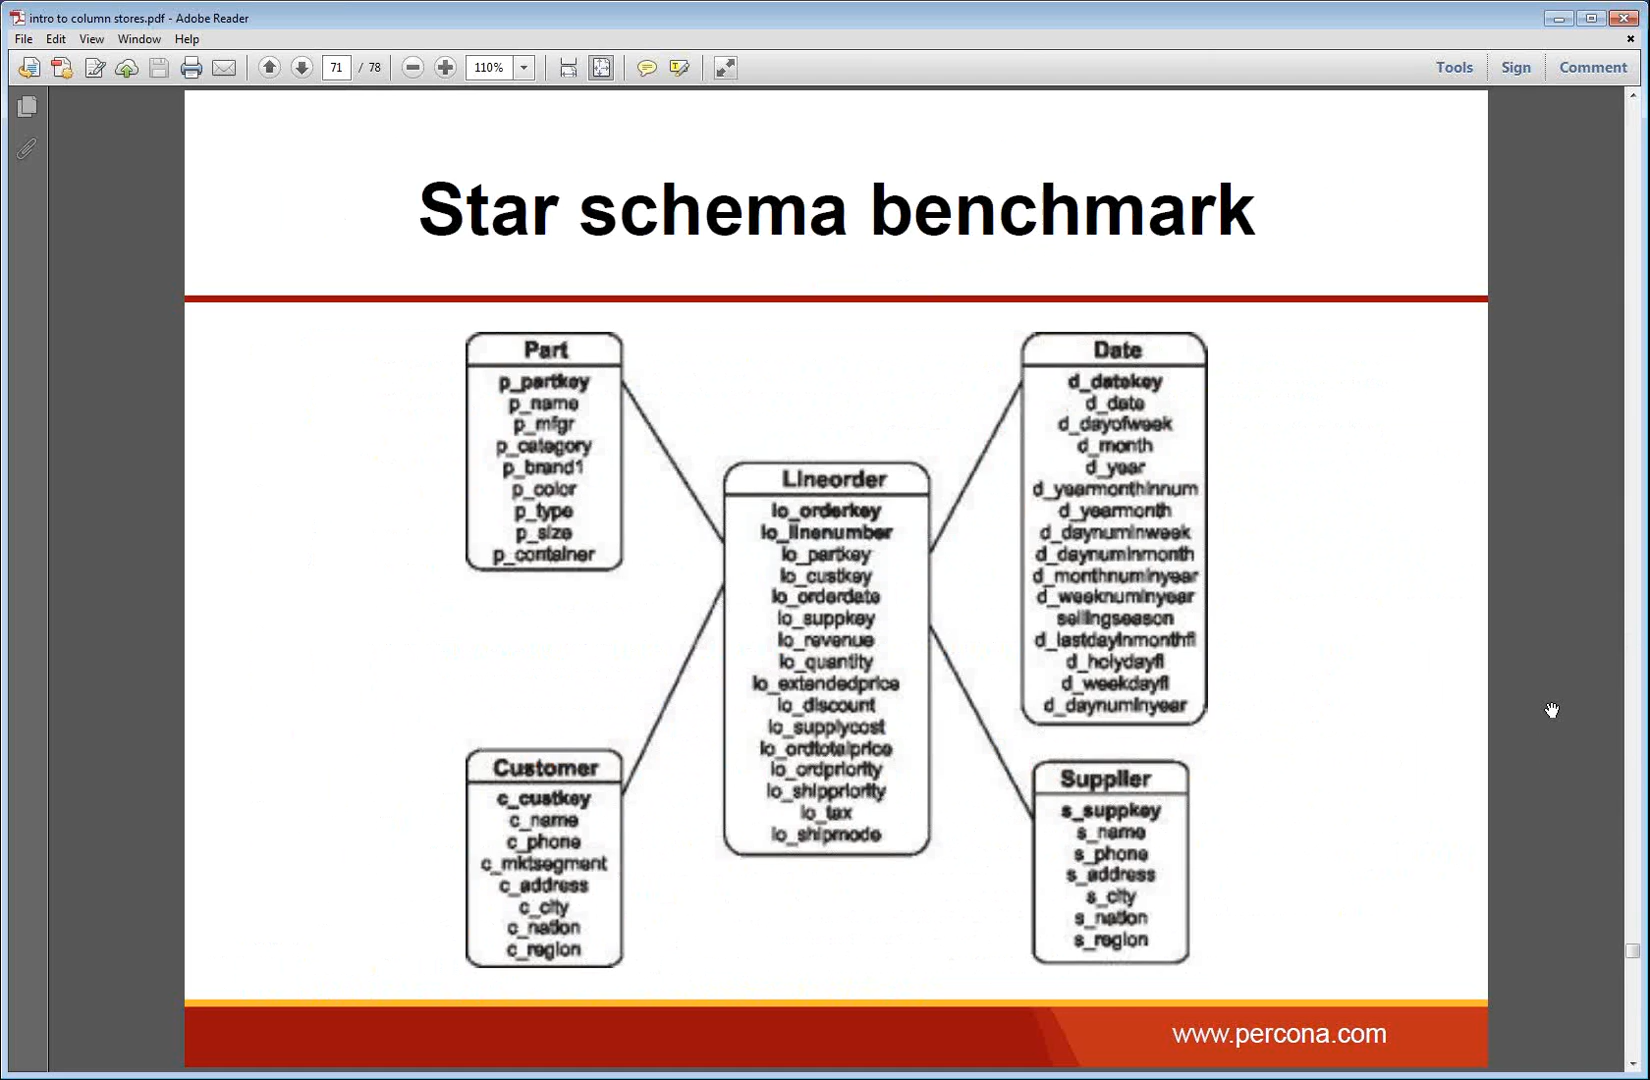 intro to column stores.pdf - Adobe Reader
File Edit View Window Help
71 / 78 110% Tools Sign Comment
Star schema benchmark
Part
p_partkey
p_name
p_mfgr
p_category
p_brand1
p_color
p_type
p_size
p_container
Date
d_datekey
d_date
d_dayofweek
d_month
d_year
d_yearmonthinnum
d_yearmonth
d_daynuminweek
d_daynuminmonth
d_monthnuminyear
d_weeknuminyear
sellingseason
d_lastdayinmonthfl
d_holydayfl
d_weekdayfl
d_daynuminyear
Lineorder
lo_orderkey
lo_linenumber
lo_partkey
lo_custkey
lo_orderdate
lo_suppkey
lo_revenue
lo_quantity
lo_extendedprice
lo_discount
lo_supplycost
lo_ordtotalprice
lo_ordpriority
lo_shippriority
lo_tax
lo_shipmode
Customer
c_custkey
c_name
c_phone
c_mktsegment
c_address
c_city
c_nation
c_region
Supplier
s_suppkey
s_name
s_phone
s_address
s_city
s_nation
s_region
www.percona.com